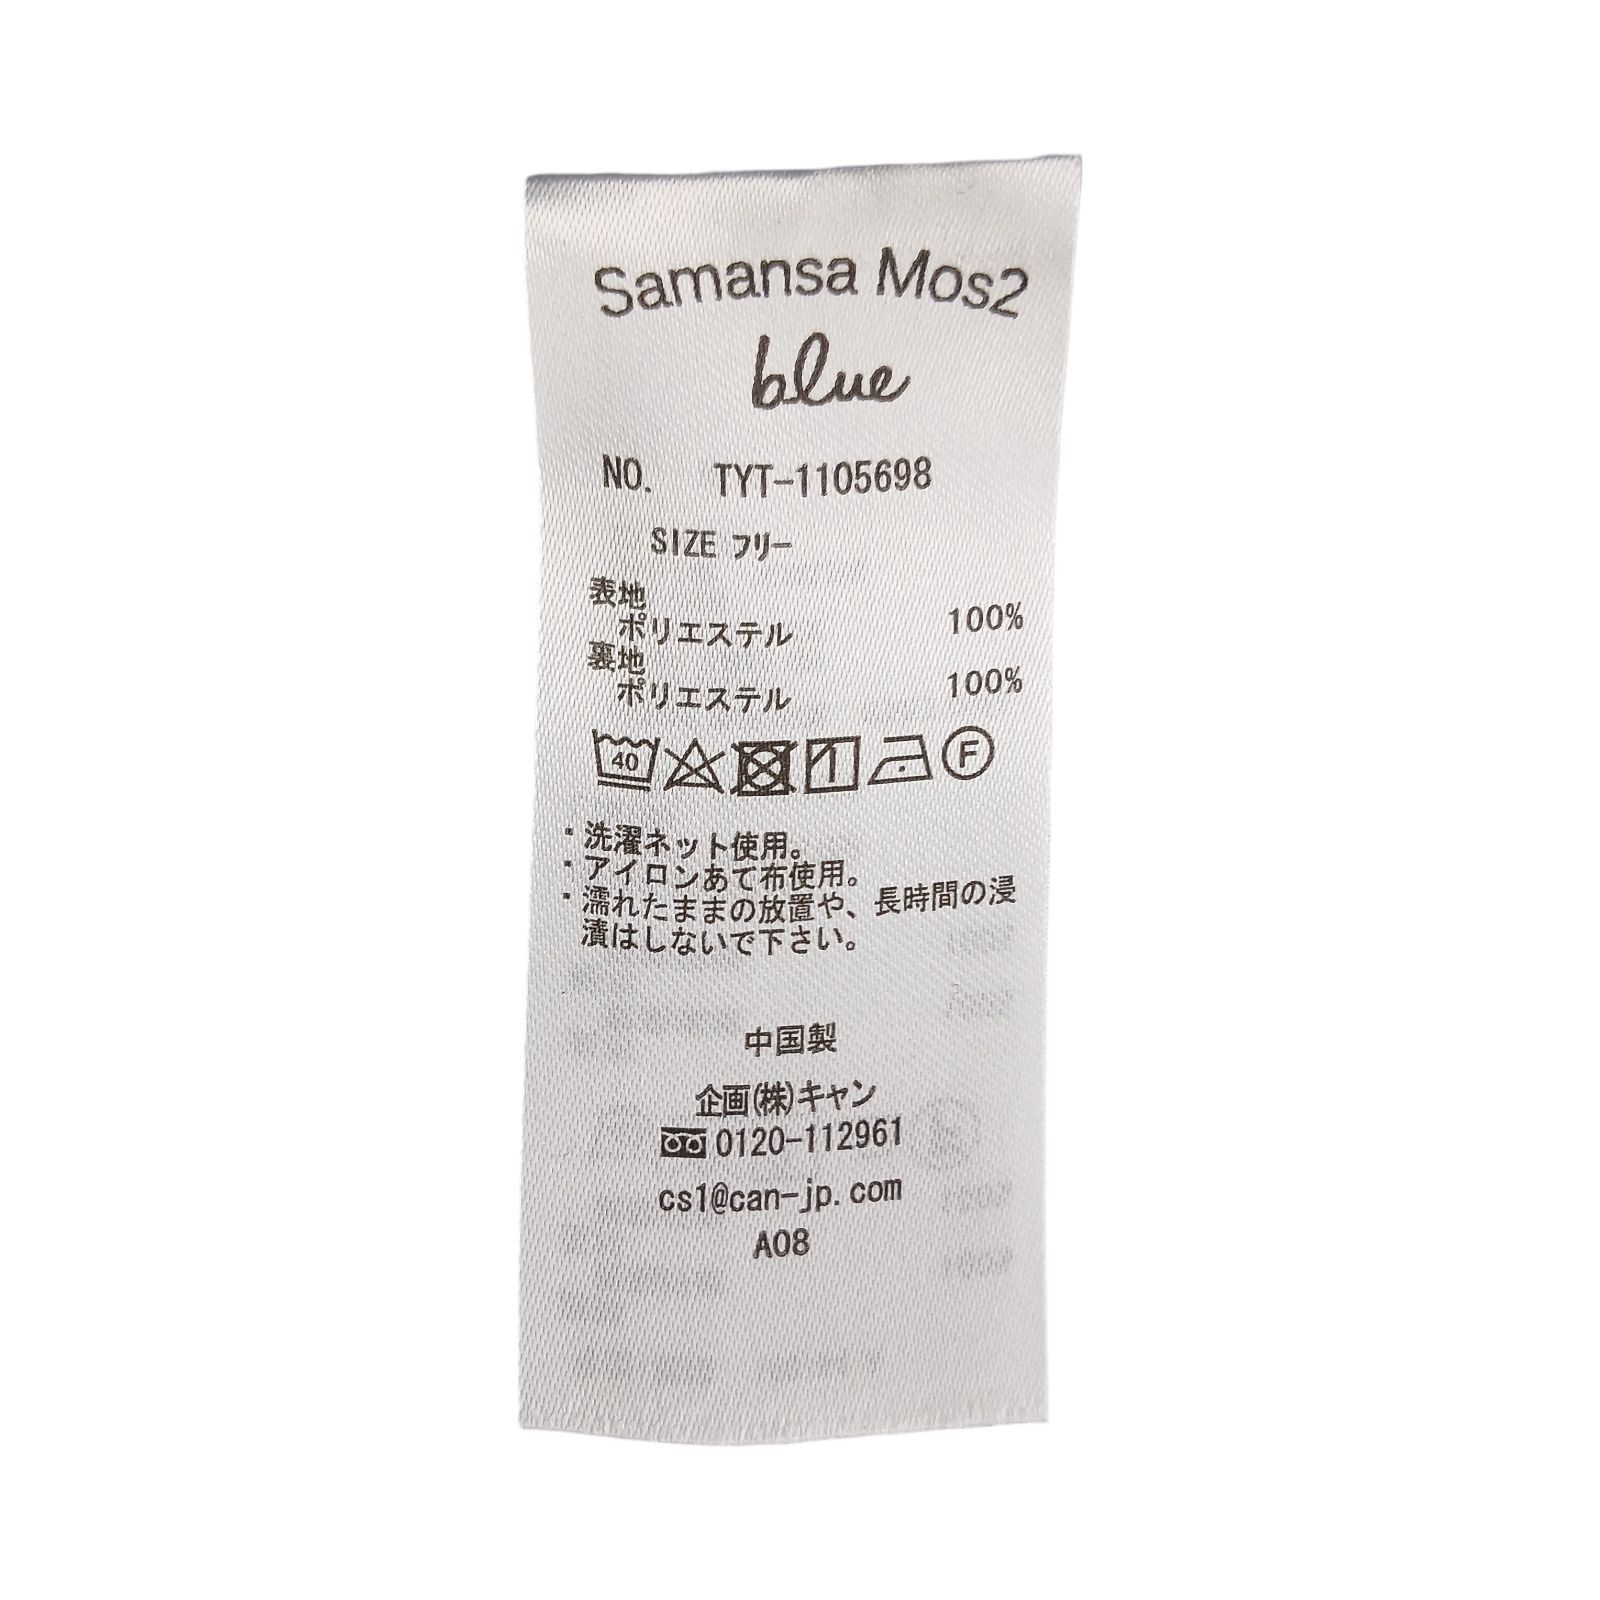 Samansa Mos2
blue
NO. TYT-1105698
SIZE フリー
表地
ポリエステル 100%
裏地
ポリエステル 100%
40 F
・洗濯ネット使用。
・アイロンあて布使用。
・濡れたままの放置や、長時間の浸
漬はしないで下さい。
中国製
企画(株)キャン
0120-112961
cs1@can-jp.com
A08